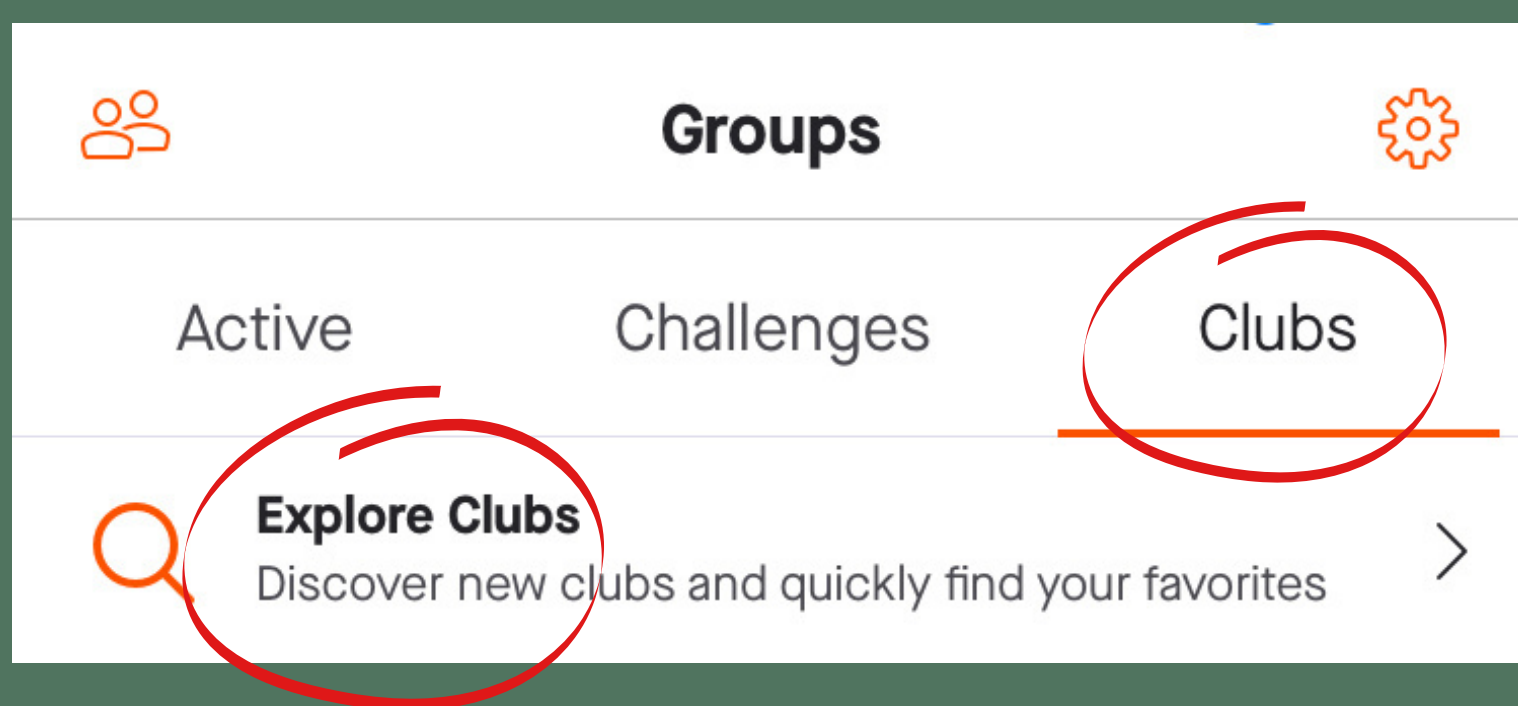 Groups
Active Challenges Clubs
Explore Clubs
Discover new clubs and quickly find your favorites